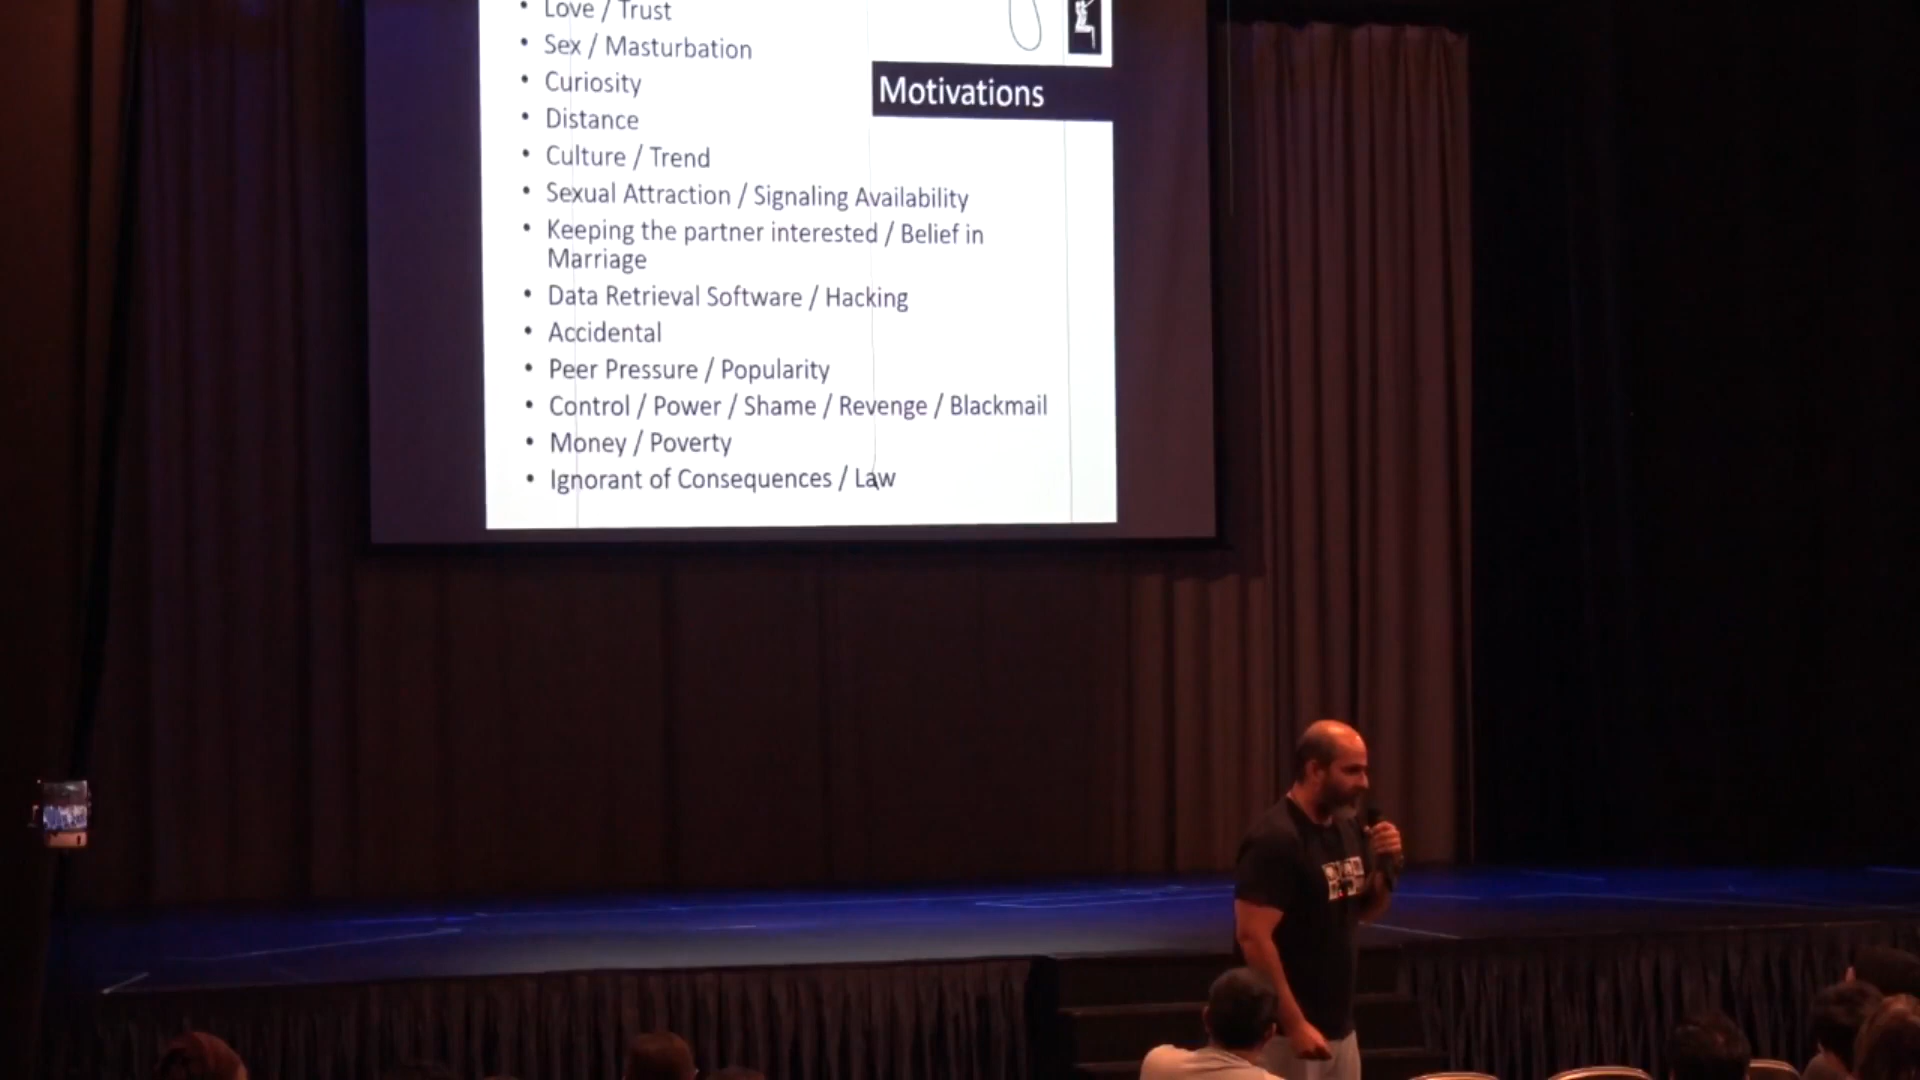 • Love / Trust
• Sex / Masturbation
• Curiosity
Motivations
• Distance
• Culture / Trend
• Sexual Attraction / Signaling Availability
• Keeping the partner interested / Belief in
Marriage
• Data Retrieval Software / Hacking
• Accidental
• Peer Pressure / Popularity
• Control / Power / Shame / Revenge / Blackmail
• Money / Poverty
• Ignorant of Consequences / Law